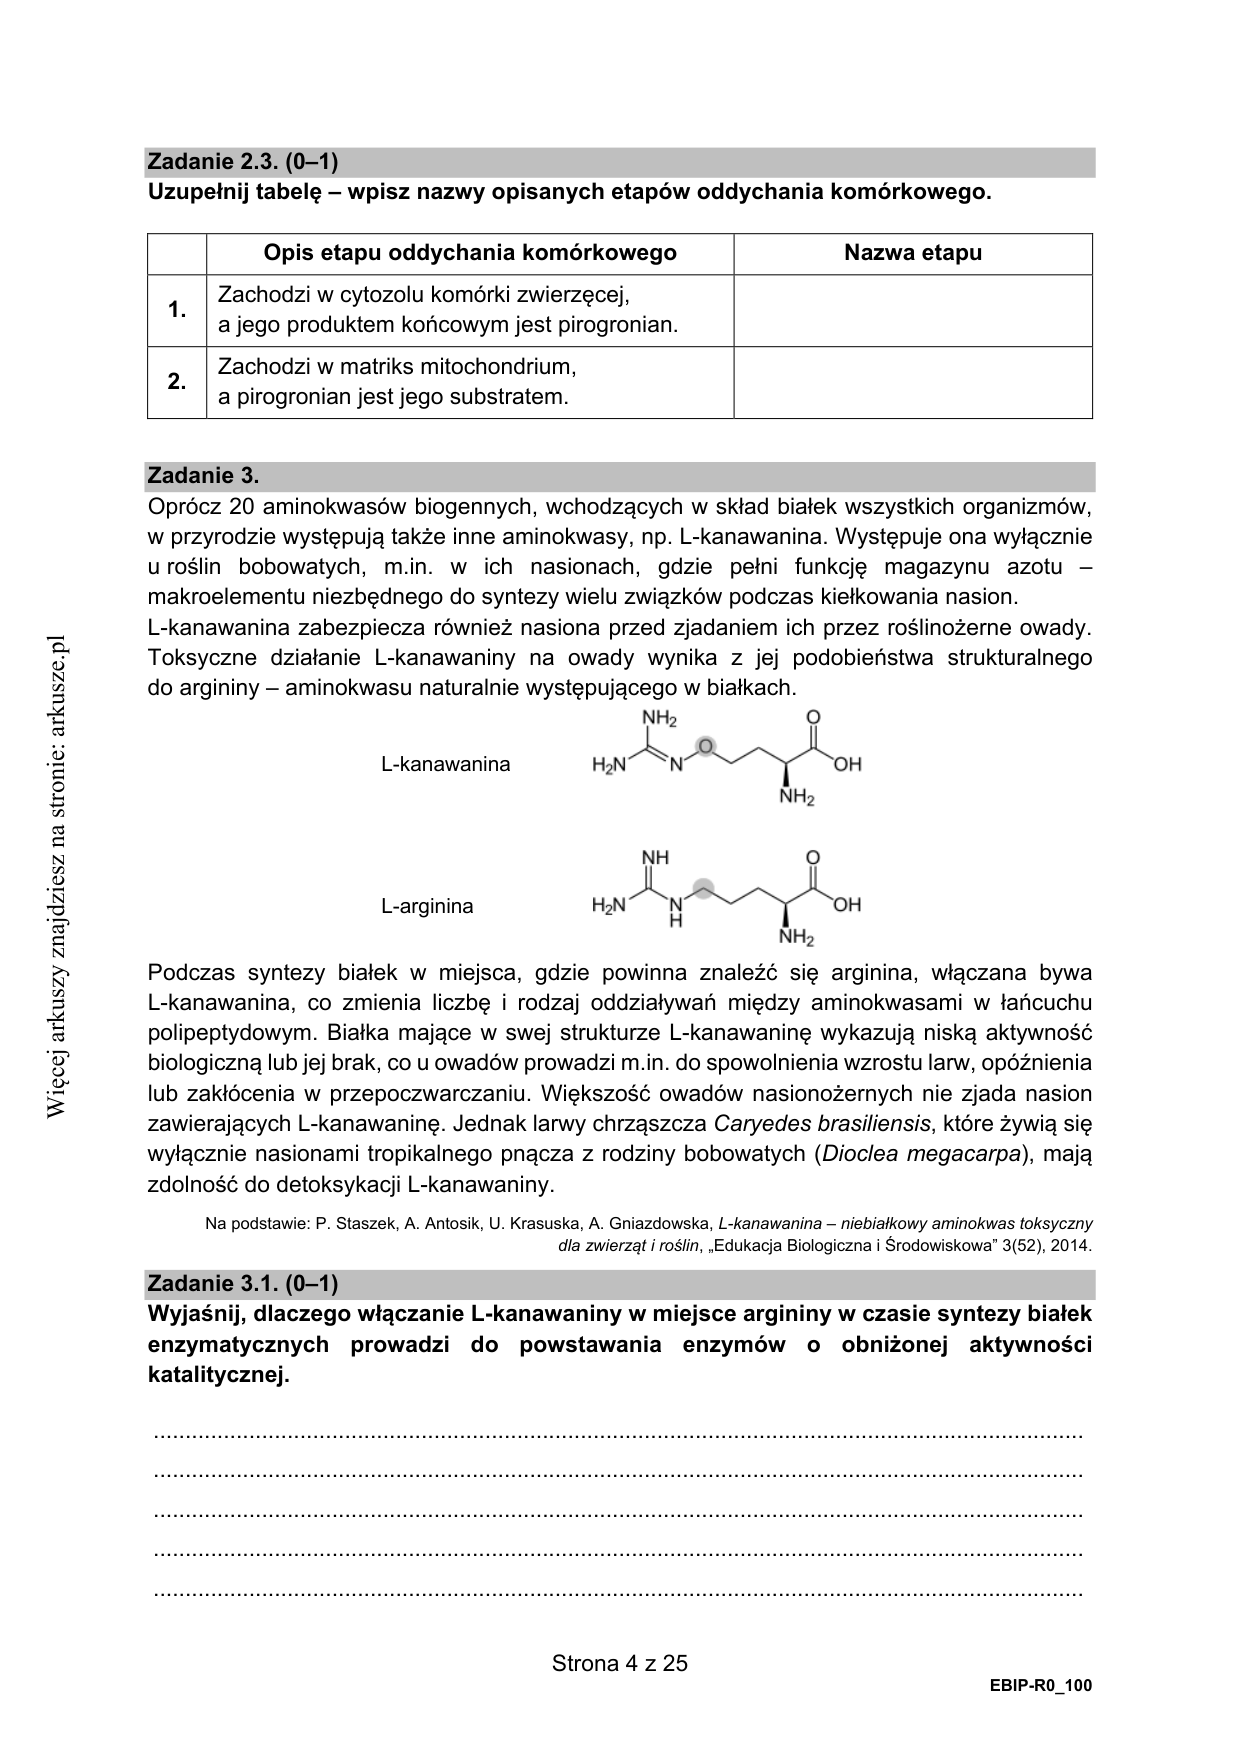 Zadanie 2.3. (0–1)
Uzupełnij tabelę – wpisz nazwy opisanych etapów oddychania komórkowego.
Opis etapu oddychania komórkowego
Nazwa etapu
1.
Zachodzi w cytozolu komórki zwierzęcej,
a jego produktem końcowym jest pirogronian.
2.
Zachodzi w matriks mitochondrium,
a pirogronian jest jego substratem.
Zadanie 3.
Oprócz 20 aminokwasów biogennych, wchodzących w skład białek wszystkich organizmów,
w przyrodzie występują także inne aminokwasy, np. L-kanawanina. Występuje ona wyłącznie
u roślin bobowatych, m.in. w ich nasionach, gdzie pełni funkcję magazynu azotu –
makroelementu niezbędnego do syntezy wielu związków podczas kiełkowania nasion.
L-kanawanina zabezpiecza również nasiona przed zjadaniem ich przez roślinożerne owady.
Toksyczne działanie L-kanawaniny na owady wynika z jej podobieństwa strukturalnego
do argininy – aminokwasu naturalnie występującego w białkach.
NH2
O
O
L-kanawanina
H2N
N
OH
NH2
NH
O
L-arginina
H2N
N
H
OH
NH2
Podczas syntezy białek w miejsca, gdzie powinna znaleźć się arginina, włączana bywa
L-kanawanina, co zmienia liczbę i rodzaj oddziaływań między aminokwasami w łańcuchu
polipeptydowym. Białka mające w swej strukturze L-kanawaninę wykazują niską aktywność
biologiczną lub jej brak, co u owadów prowadzi m.in. do spowolnienia wzrostu larw, opóźnienia
lub zakłócenia w przepoczwarczaniu. Większość owadów nasionożernych nie zjada nasion
zawierających L-kanawaninę. Jednak larwy chrząszcza Caryedes brasiliensis, które żywią się
wyłącznie nasionami tropikalnego pnącza z rodziny bobowatych (Dioclea megacarpa), mają
zdolność do detoksykacji L-kanawaniny.
Na podstawie: P. Staszek, A. Antosik, U. Krasuska, A. Gniazdowska, L-kanawanina – niebiałkowy aminokwas toksyczny
dla zwierząt i roślin, „Edukacja Biologiczna i Środowiskowa” 3(52), 2014.
Zadanie 3.1. (0–1)
Wyjaśnij, dlaczego włączanie L-kanawaniny w miejsce argininy w czasie syntezy białek
enzymatycznych prowadzi do powstawania enzymów o obniżonej aktywności
katalitycznej.
Strona 4 z 25
EBIP-R0_100
Więcej arkuszy znajdziesz na stronie: arkusze.pl